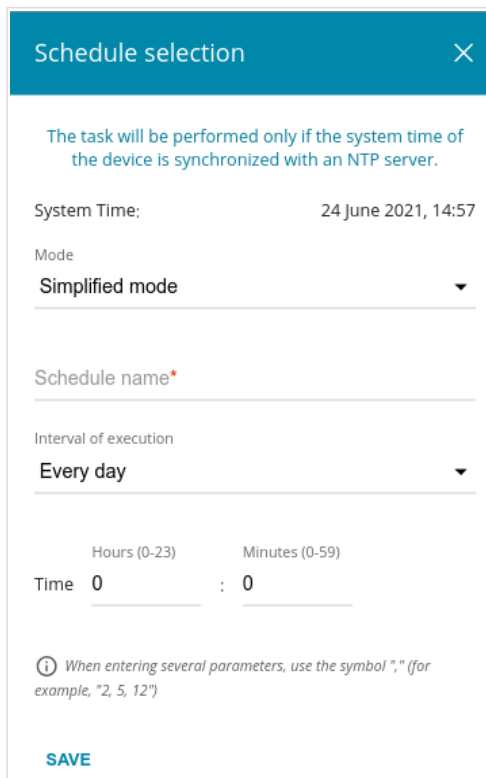 Schedule selection
The task will be performed only if the system time of
the device is synchronized with an NTP server.
System Time: 24 June 2021, 14:57
Mode
Simplified mode
Schedule name*
Interval of execution
Every day
Hours (0-23) Minutes (0-59)
Time 0 : 0
When entering several parameters, use the symbol "," (for
example, "2, 5, 12")
SAVE